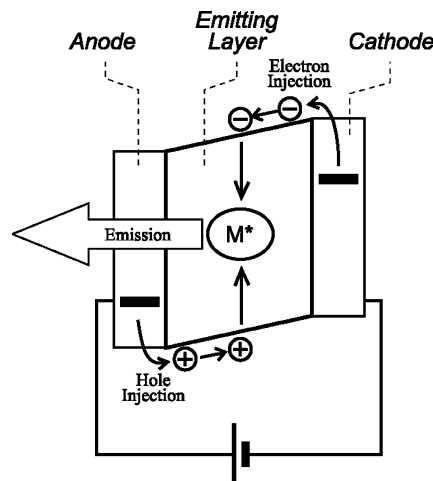 Anode
Emitting
Layer
Cathode
Electron
Injection
−
−
Emission
M*
+
+
Hole
Injection